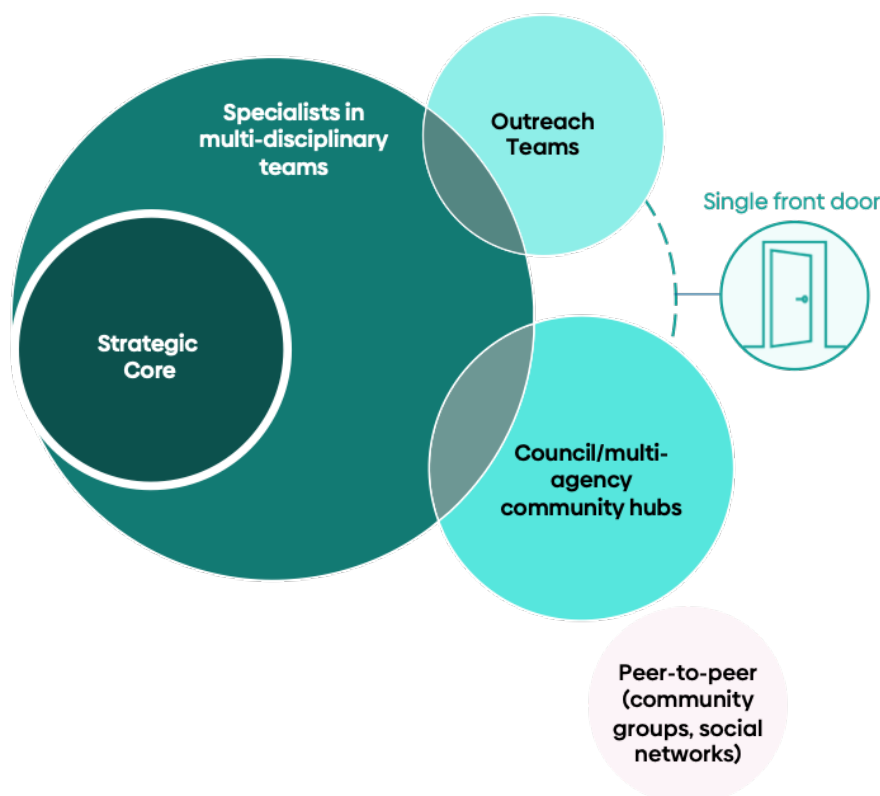 Specialists in
multi-disciplinary
teams
Outreach
Teams
Single front door
Strategic
Core
Council/multi-
agency
community hubs
Peer-to-peer
(community
groups, social
networks)